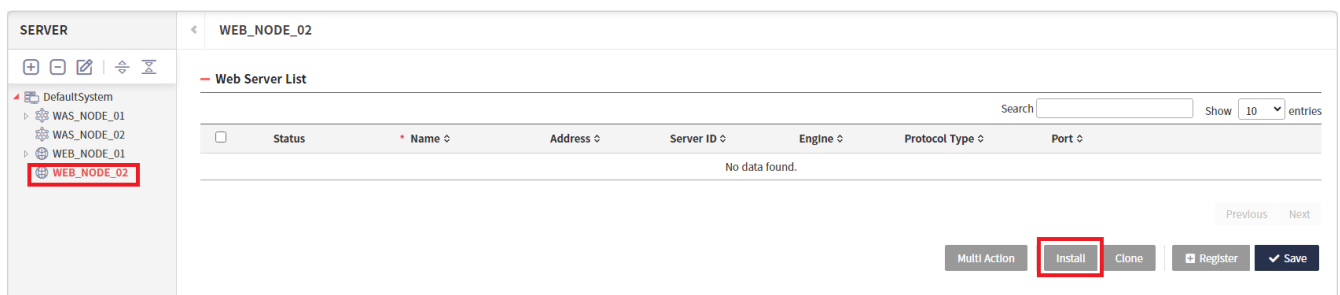 SERVER
WEB_NODE_02
DefaultSystem
WAS_NODE_01
WAS_NODE_02
WEB_NODE_01
WEB_NODE_02
Web Server List
Search Show 10 entries
Status * Name Address Server ID Engine Protocol Type Port
No data found.
Previous Next
Multi Action Install Clone Register Save